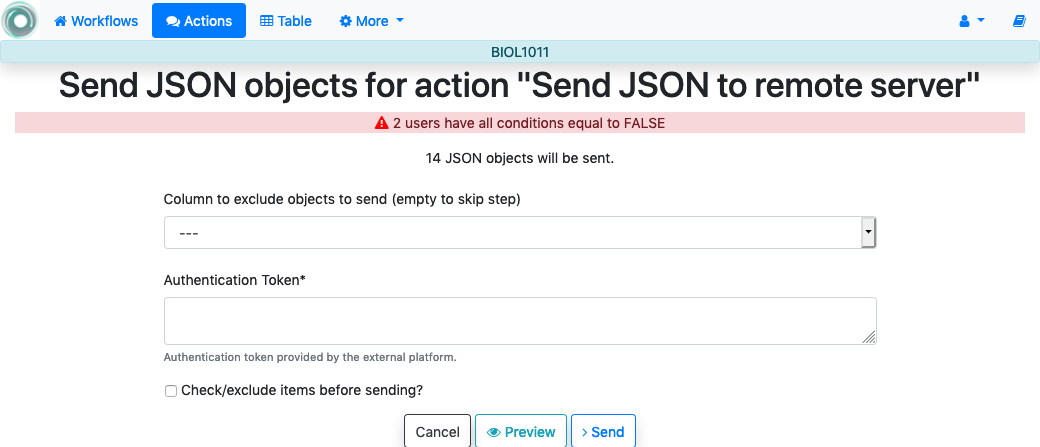 Workflows Actions Table More
BIOL1011
Send JSON objects for action "Send JSON to remote server"
2 users have all conditions equal to FALSE
14 JSON objects will be sent.
Column to exclude objects to send (empty to skip step)
---
Authentication Token*
Authentication token provided by the external platform.
Check/exclude items before sending?
Cancel Preview Send